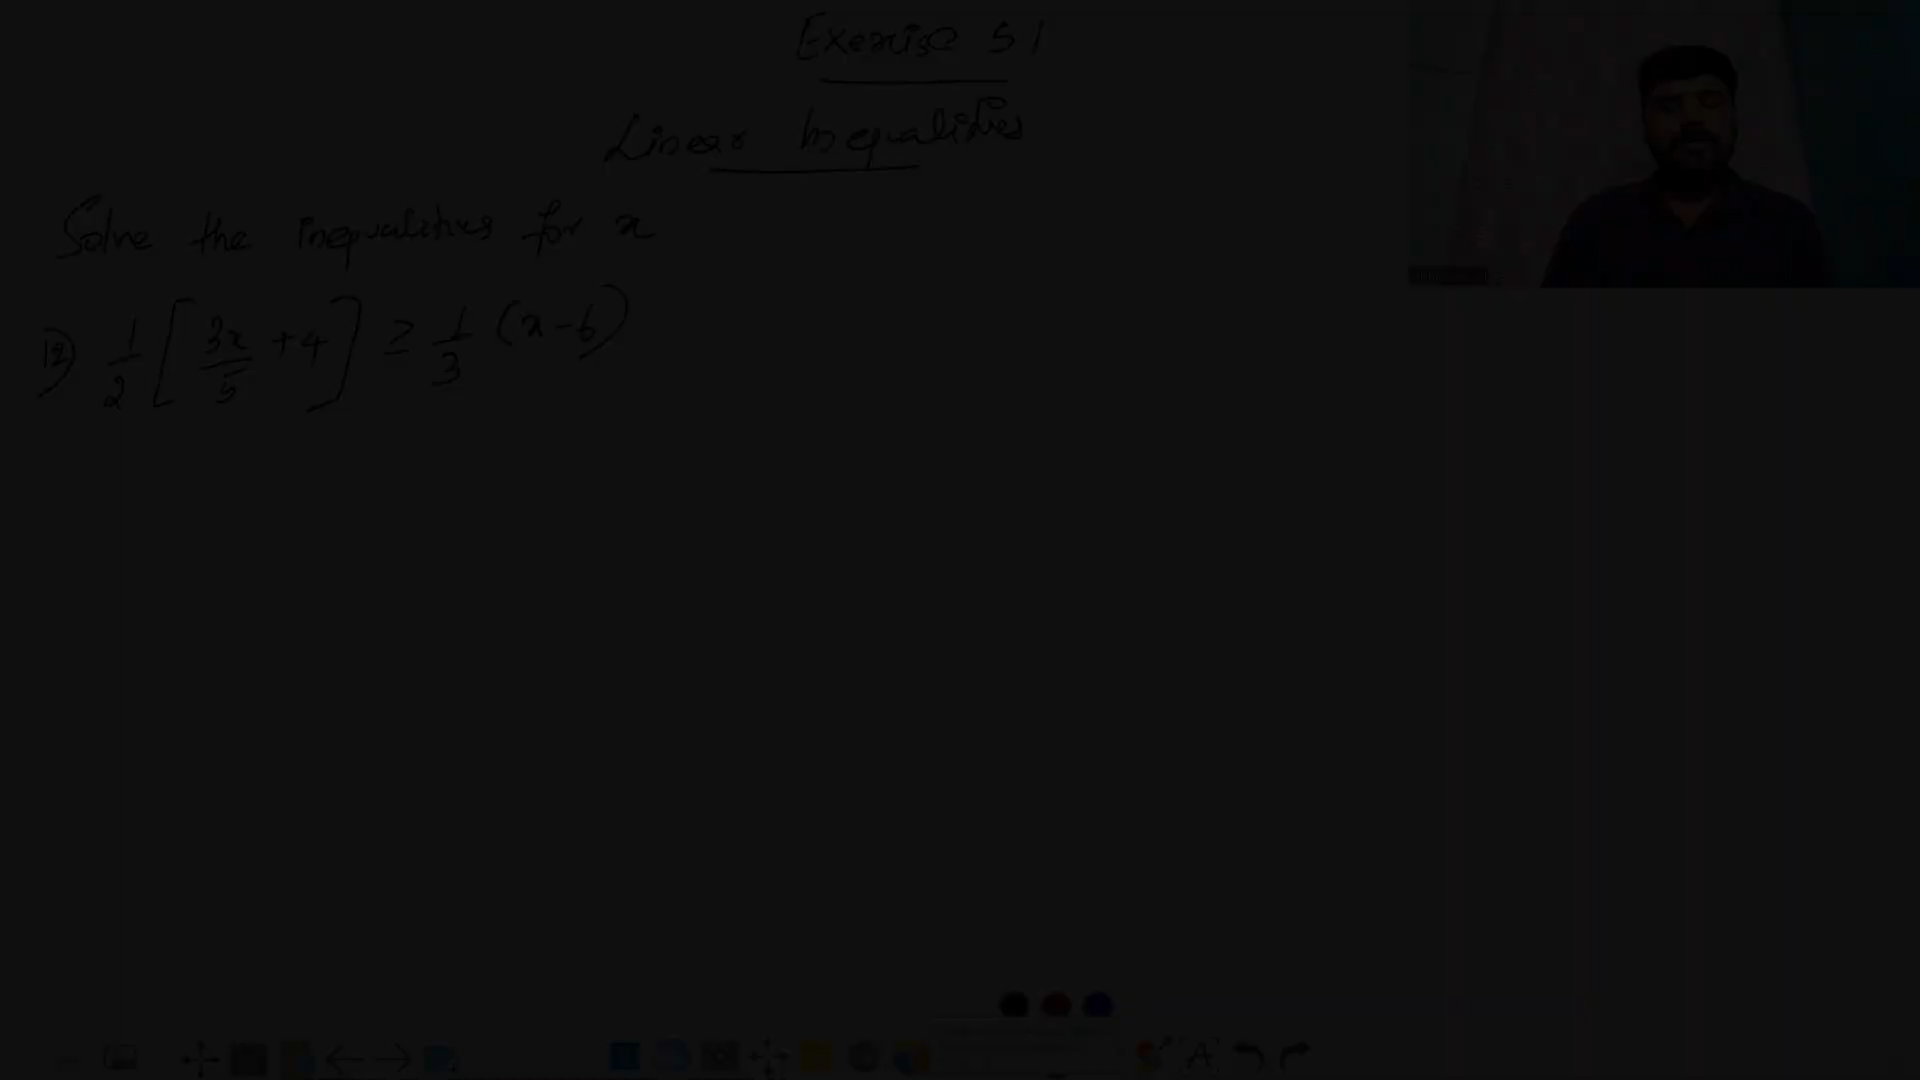 Exercise 5 1
Linear Inequalities
Solve the inequalities for x
12) 1/2 [3x/5 + 4] ≥ 1/3 (x - 6)